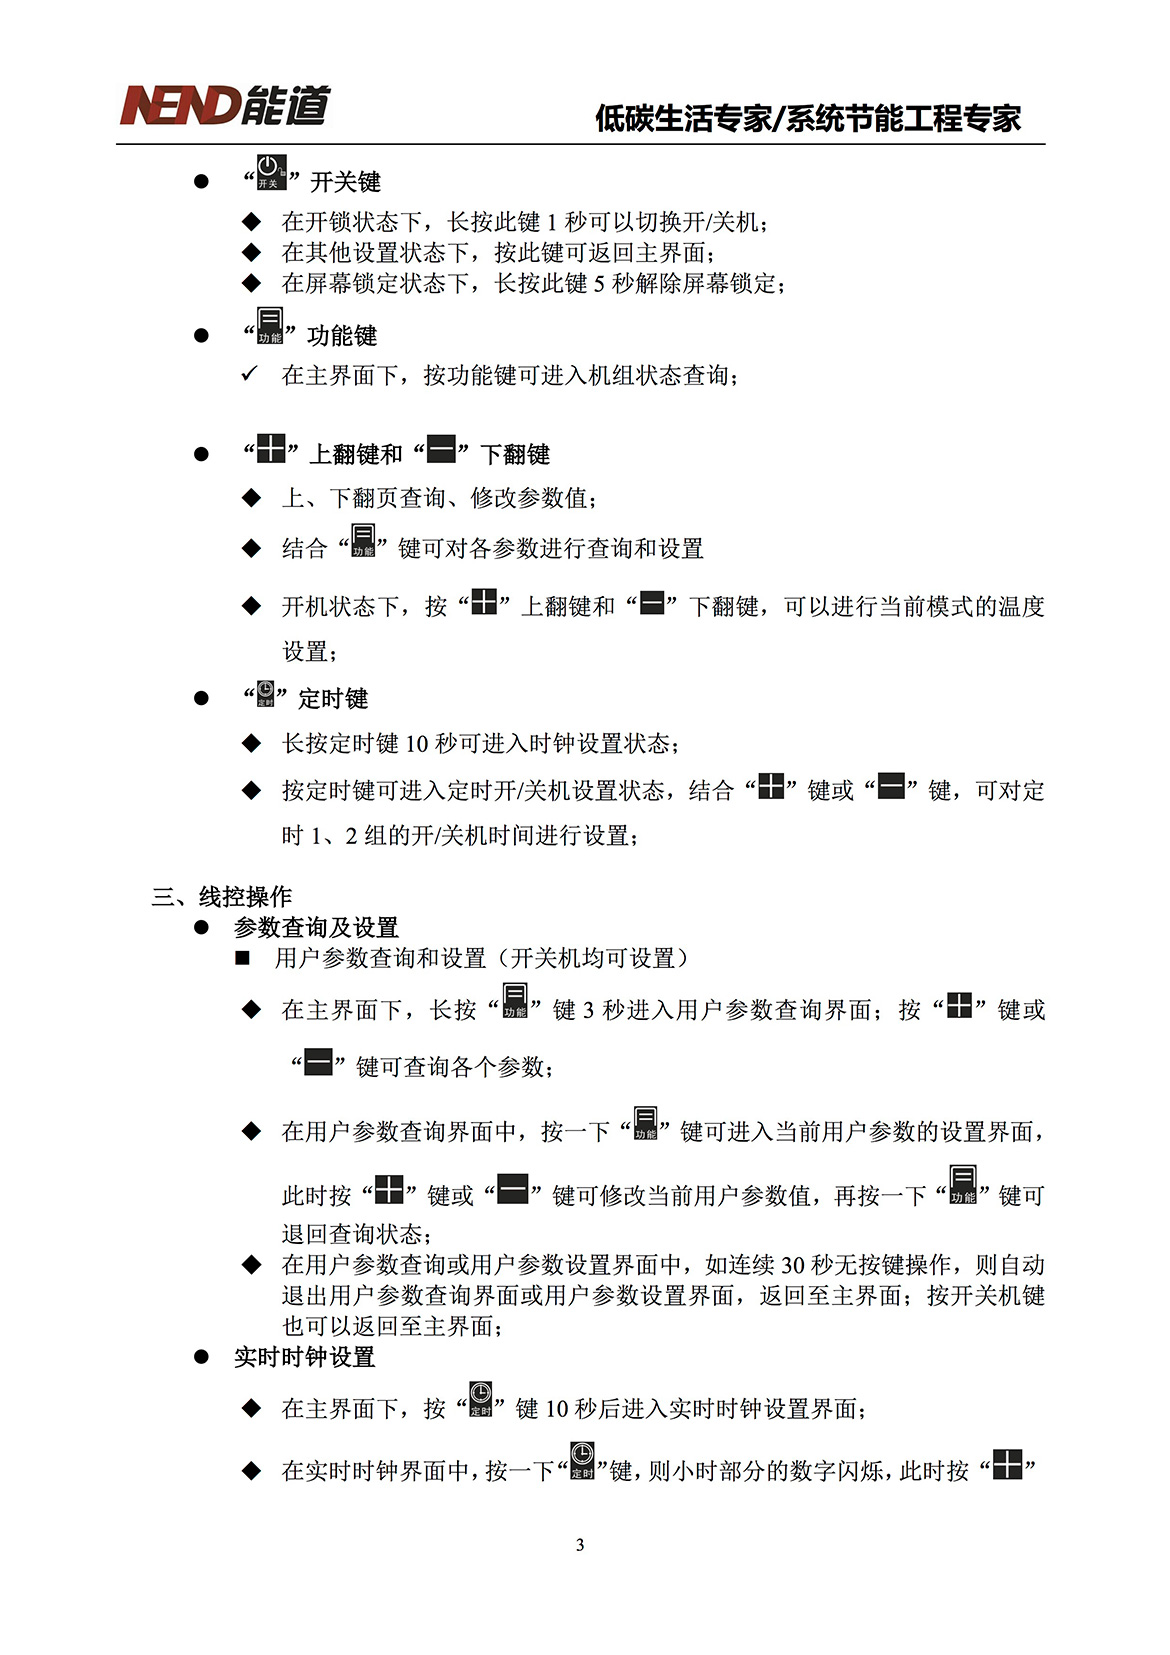 NEND能道
低碳生活专家/系统节能工程专家
● “开关”开关键
◆ 在开锁状态下，长按此键 1 秒可以切换开/关机；
◆ 在其他设置状态下，按此键可返回主界面；
◆ 在屏幕锁定状态下，长按此键 5 秒解除屏幕锁定；
● “功能”功能键
✓ 在主界面下，按功能键可进入机组状态查询；
● “+”上翻键和“—”下翻键
◆ 上、下翻页查询、修改参数值；
◆ 结合“功能”键可对各参数进行查询和设置
◆ 开机状态下，按“+”上翻键和“—”下翻键，可以进行当前模式的温度
设置；
● “定时”定时键
◆ 长按定时键 10 秒可进入时钟设置状态；
◆ 按定时键可进入定时开/关机设置状态，结合“+”键或“—”键，可对定
时 1、2 组的开/关机时间进行设置；
三、线控操作
● 参数查询及设置
■ 用户参数查询和设置（开关机均可设置）
◆ 在主界面下，长按“功能”键 3 秒进入用户参数查询界面；按“+”键或
“—”键可查询各个参数；
◆ 在用户参数查询界面中，按一下“功能”键可进入当前用户参数的设置界面，
此时按“+”键或“—”键可修改当前用户参数值，再按一下“功能”键可
退回查询状态；
◆ 在用户参数查询或用户参数设置界面中，如连续 30 秒无按键操作，则自动
退出用户参数查询界面或用户参数设置界面，返回至主界面；按开关机键
也可以返回至主界面；
● 实时时钟设置
◆ 在主界面下，按“定时”键 10 秒后进入实时时钟设置界面；
◆ 在实时时钟界面中，按一下“定时”键，则小时部分的数字闪烁，此时按“+”
3